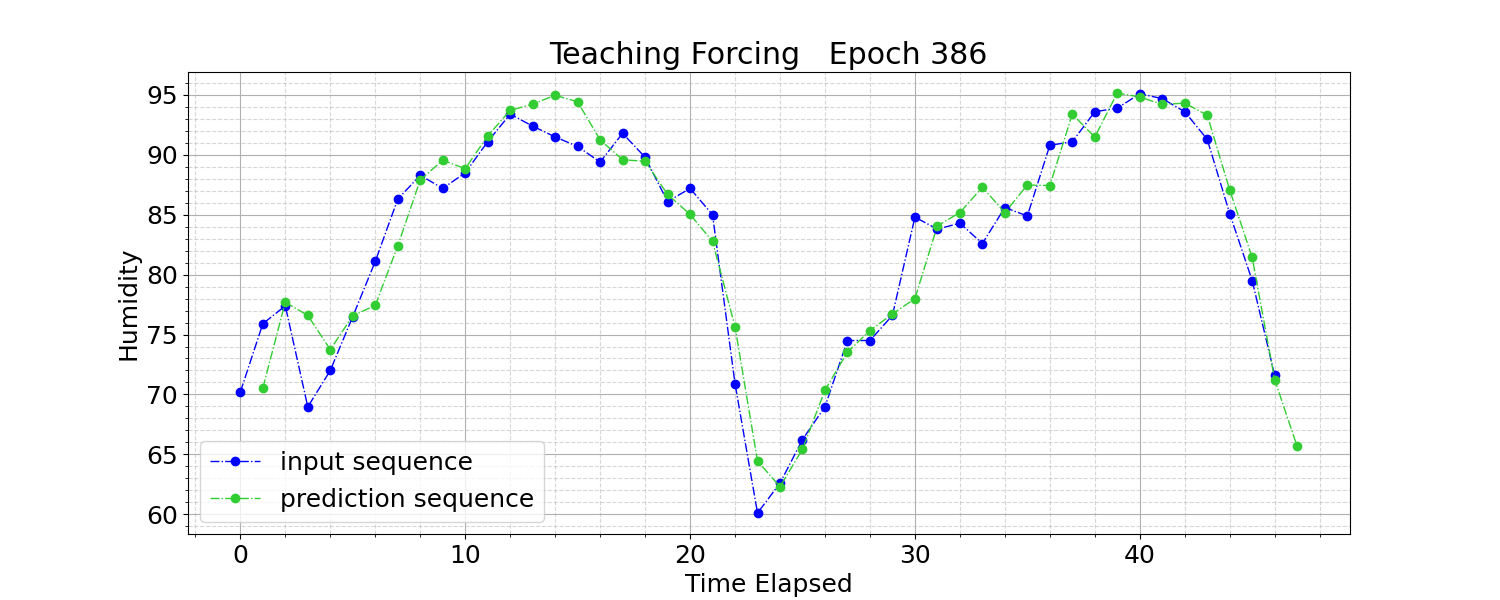 Teaching Forcing   Epoch 386
Humidity
95
90
85
80
75
70
65
60
input sequence
prediction sequence
0 10 20 30 40
Time Elapsed